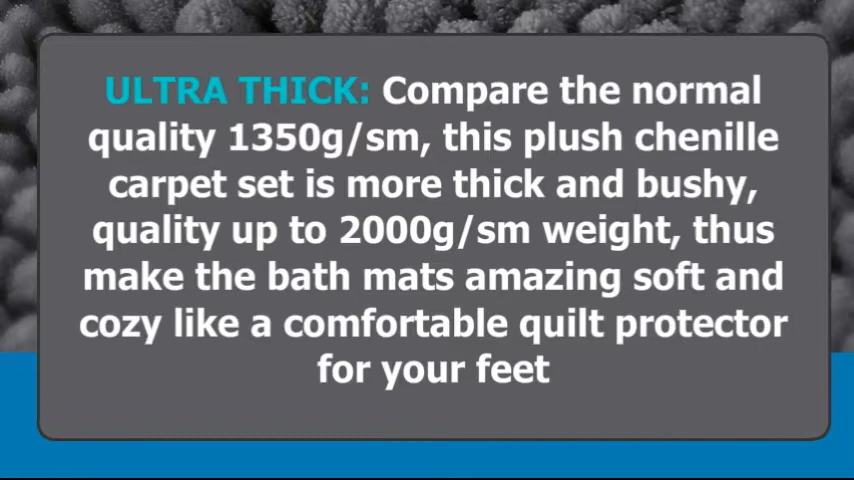 ULTRA THICK: Compare the normal
quality 1350g/sm, this plush chenille
carpet set is more thick and bushy,
quality up to 2000g/sm weight, thus
make the bath mats amazing soft and
cozy like a comfortable quilt protector
for your feet